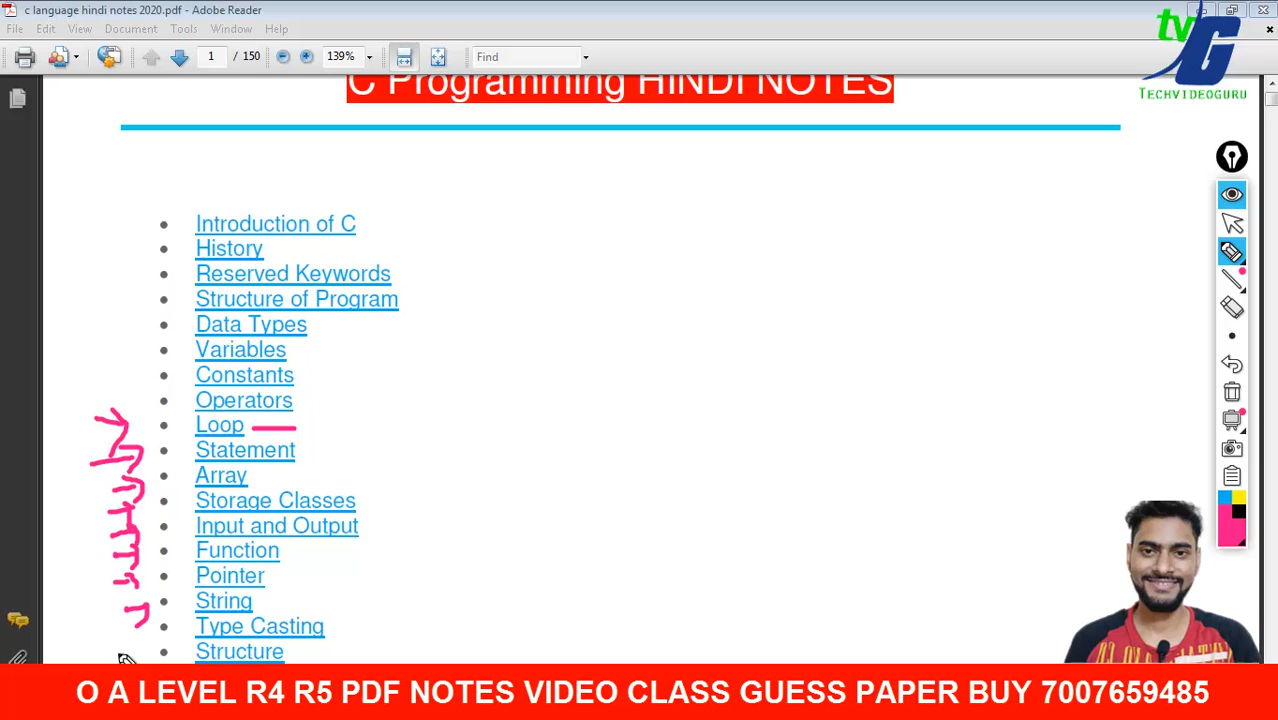 c language hindi notes 2020.pdf - Adobe Reader
File Edit View Document Tools Window Help
1 / 150 139% Find
tv G
TECHVIDEOGURU
C Programming HINDI NOTES
Introduction of C
History
Reserved Keywords
Structure of Program
Data Types
Variables
Constants
Operators
Loop
Statement
Array
Storage Classes
Input and Output
Function
Pointer
String
Type Casting
Structure
O A LEVEL R4 R5 PDF NOTES VIDEO CLASS GUESS PAPER BUY 7007659485